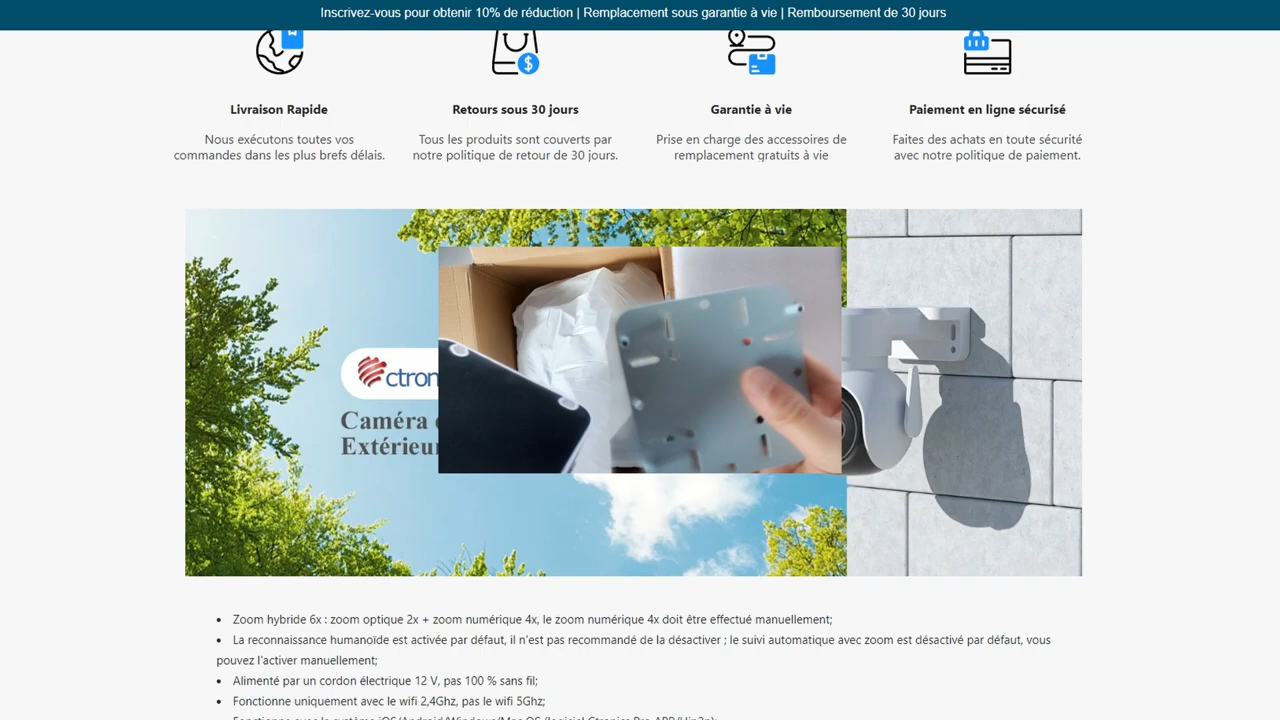 Inscrivez-vous pour obtenir 10% de réduction | Remplacement sous garantie à vie | Remboursement de 30 jours
Livraison Rapide
Nous exécutons toutes vos
commandes dans les plus brefs délais.
Retours sous 30 jours
Tous les produits sont couverts par
notre politique de retour de 30 jours.
Garantie à vie
Prise en charge des accessoires de
remplacement gratuits à vie
Paiement en ligne sécurisé
Faites des achats en toute sécurité
avec notre politique de paiement.
ctron
Caméra
Extérieur
• Zoom hybride 6x : zoom optique 2x + zoom numérique 4x, le zoom numérique 4x doit être effectué manuellement;
• La reconnaissance humanoïde est activée par défaut, il n'est pas recommandé de la désactiver ; le suivi automatique avec zoom est désactivé par défaut, vous
pouvez l'activer manuellement;
• Alimenté par un cordon électrique 12 V, pas 100 % sans fil;
• Fonctionne uniquement avec le wifi 2,4Ghz, pas le wifi 5Ghz;